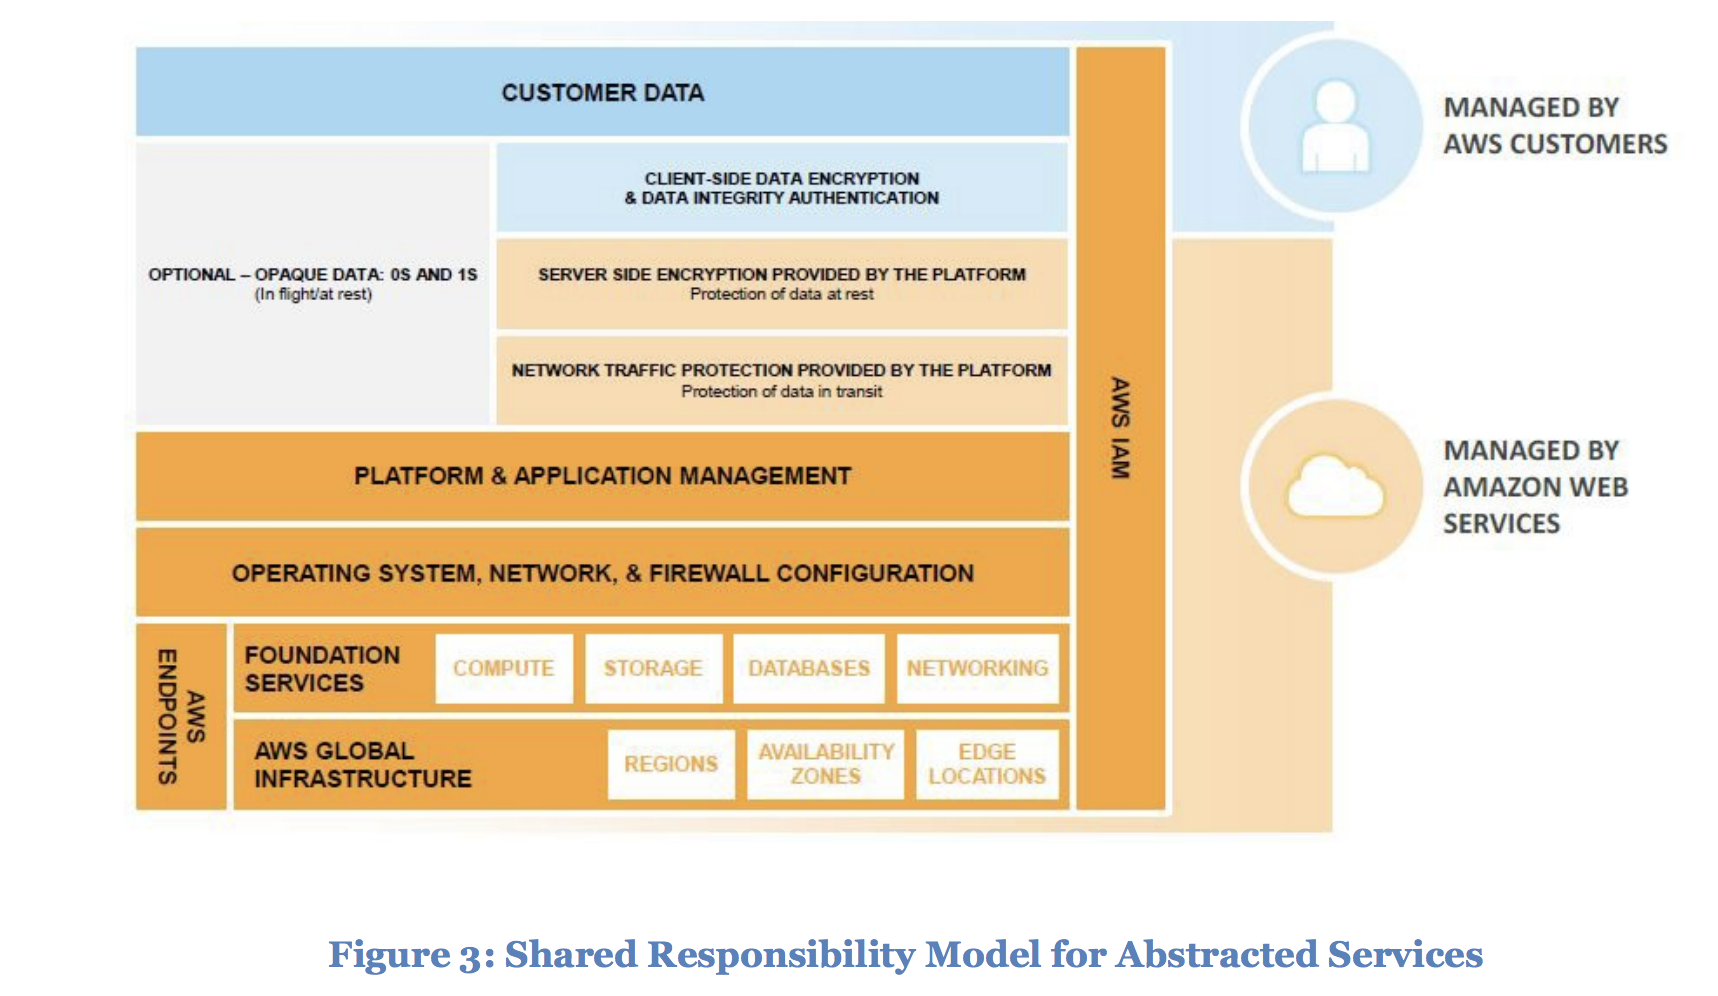 CUSTOMER DATA
OPTIONAL – OPAQUE DATA: 0S AND 1S
(In flight/at rest)
CLIENT-SIDE DATA ENCRYPTION
& DATA INTEGRITY AUTHENTICATION
SERVER SIDE ENCRYPTION PROVIDED BY THE PLATFORM
Protection of data at rest
NETWORK TRAFFIC PROTECTION PROVIDED BY THE PLATFORM
Protection of data in transit
PLATFORM & APPLICATION MANAGEMENT
OPERATING SYSTEM, NETWORK, & FIREWALL CONFIGURATION
AWS
ENDPOINTS
FOUNDATION
SERVICES
COMPUTE
STORAGE
DATABASES
NETWORKING
AWS GLOBAL
INFRASTRUCTURE
REGIONS
AVAILABILITY
ZONES
EDGE
LOCATIONS
AWS IAM
MANAGED BY
AWS CUSTOMERS
MANAGED BY
AMAZON WEB
SERVICES
Figure 3: Shared Responsibility Model for Abstracted Services